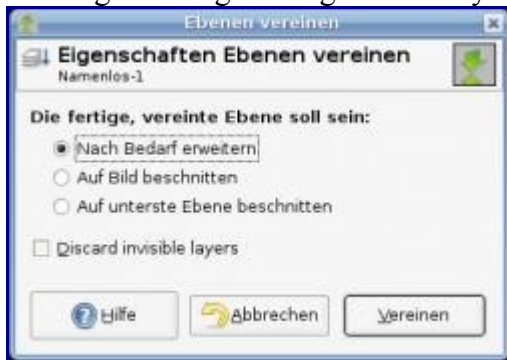 Ebenen vereinen
Eigenschaften Ebenen vereinen
Namenlos-1
Die fertige, vereinte Ebene soll sein:
Nach Bedarf erweitern
Auf Bild beschnitten
Auf unterste Ebene beschnitten
Discard invisible layers
Hilfe Abbrechen Vereinen